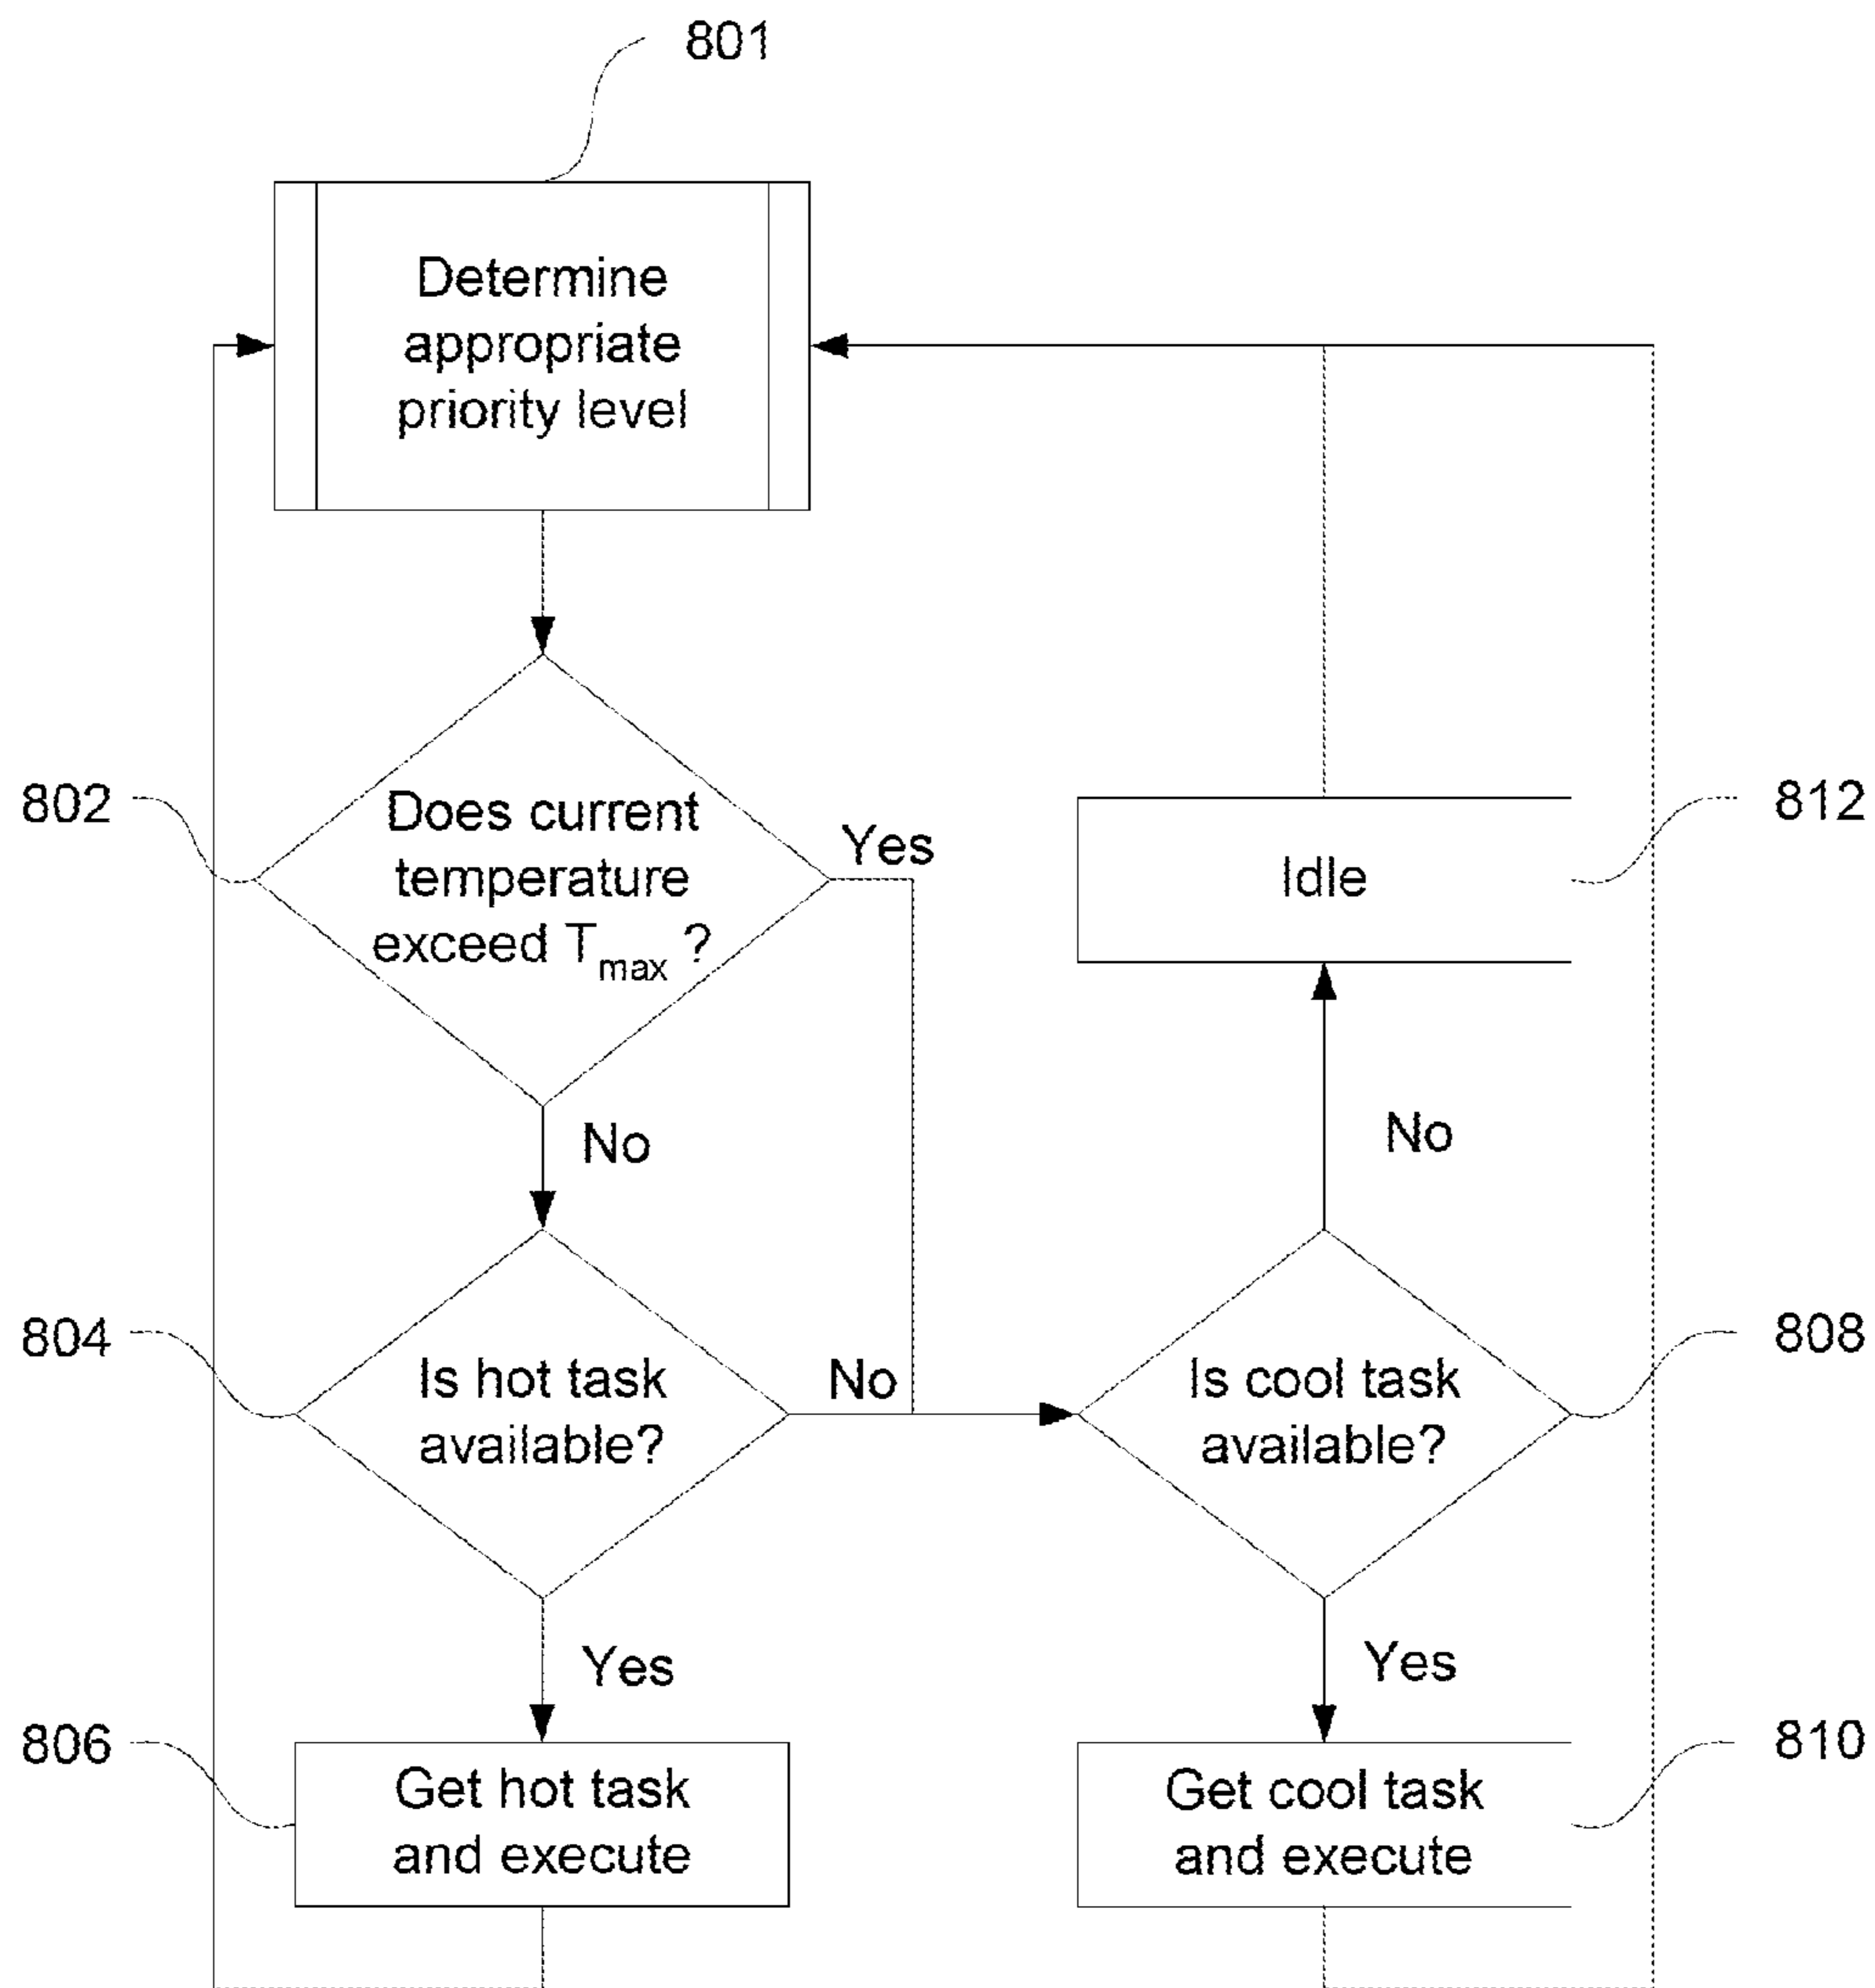 801
Determine
appropriate
priority level
802
Does current
temperature
exceed Tmax ?
Yes
812
Idle
No
No
804
Is hot task
available?
No
Is cool task
available?
808
Yes
Yes
806
Get hot task
and execute
Get cool task
and execute
810